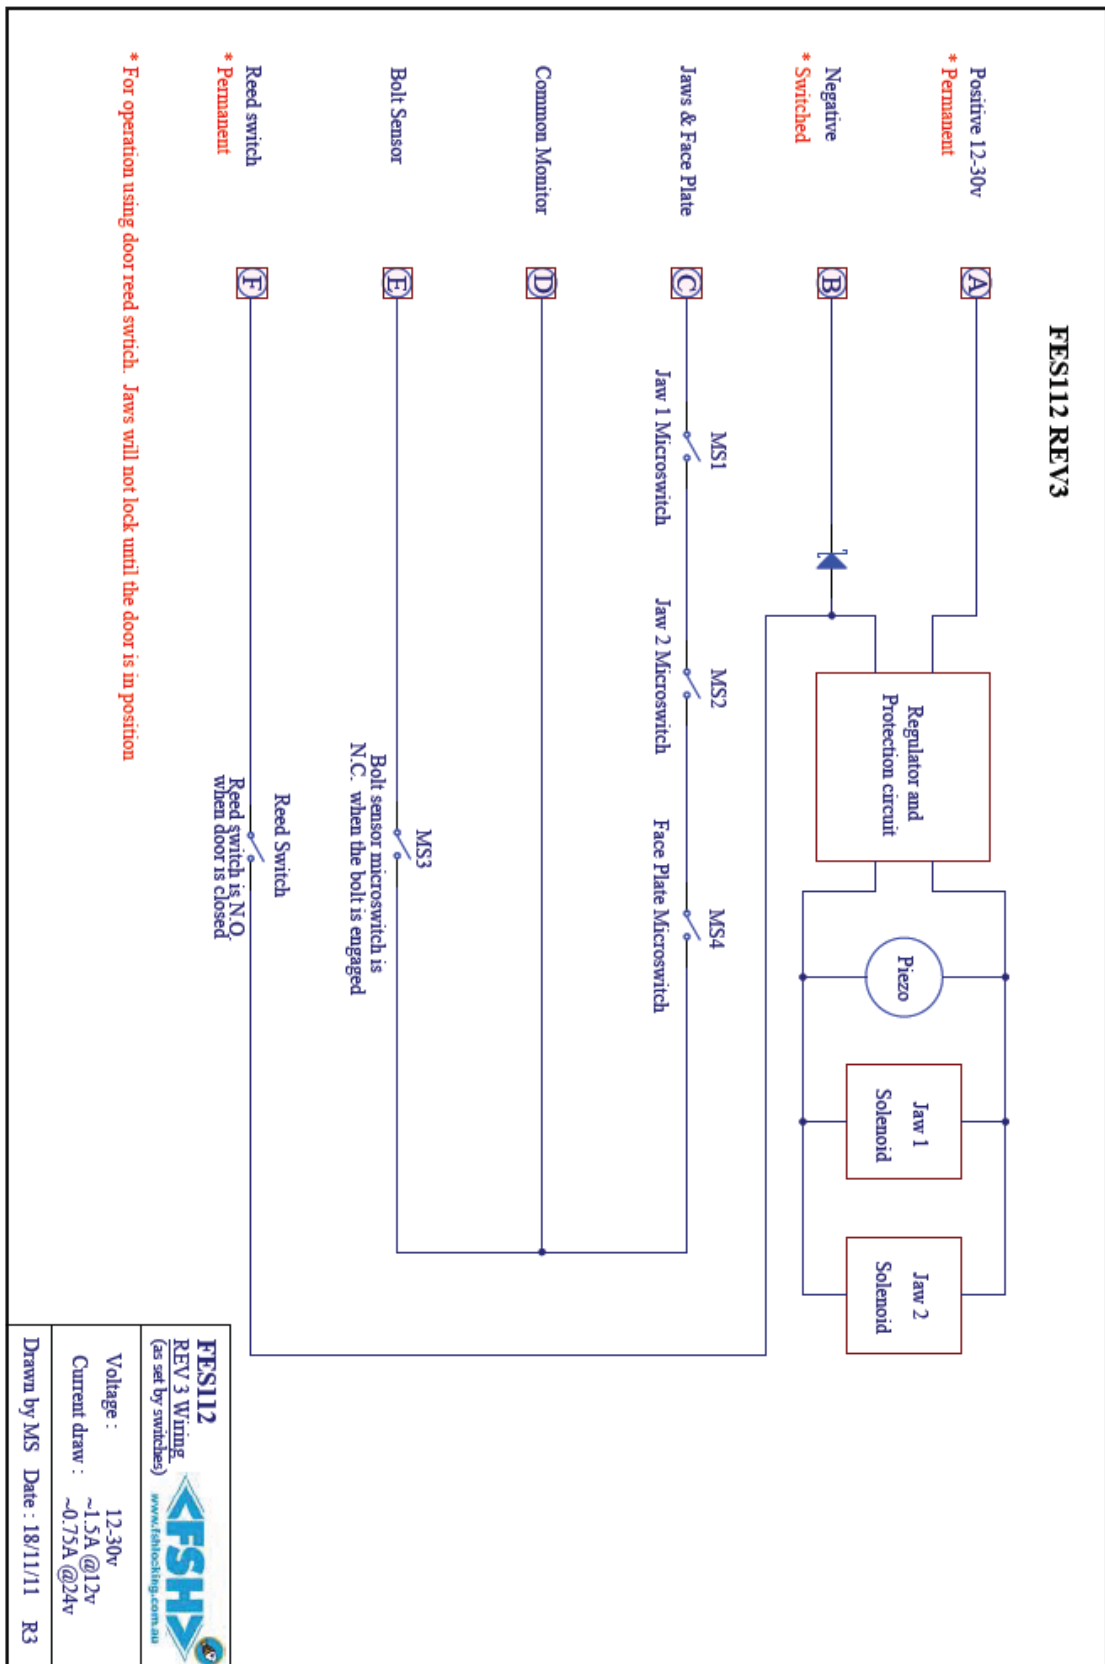 FES112 REV3
Positive 12-30v
* Permanent
A
Negative
* Switched
B
Regulator and
Protection circuit
Piezo
Jaw 1
Solenoid
Jaw 2
Solenoid
Jaws & Face Plate
C
MS1
Jaw 1 Microswitch
MS2
Jaw 2 Microswitch
MS4
Face Plate Microswitch
Common Monitor
D
Bolt Sensor
E
MS3
Bolt sensor microswitch is
N.C. when the bolt is engaged
Reed switch
* Permanent
F
Reed Switch
Reed switch is N.O.
when door is closed
* For operation using door reed swtich. Jaws will not lock until the door is in position
FES112
REV 3 Wiring
(as set by switches)
<FSH>
www.fshlocking.com.au
Voltage : 12-30v
Current draw : ~1.5A @12v
~0.75A @24v
Drawn by MS Date : 18/11/11 R3